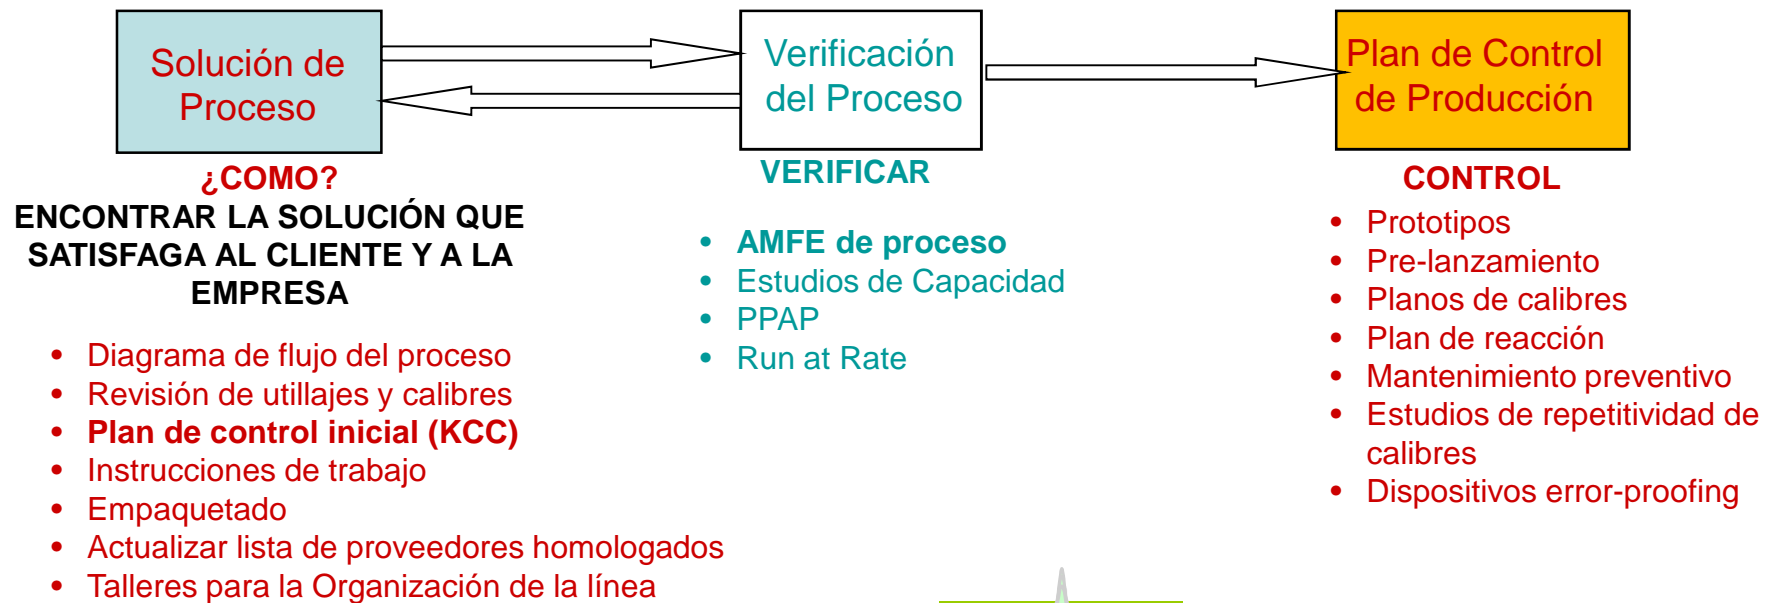 Solución de
Proceso
¿COMO?
ENCONTRAR LA SOLUCIÓN QUE
SATISFAGA AL CLIENTE Y A LA
EMPRESA
• Diagrama de flujo del proceso
• Revisión de utillajes y calibres
• Plan de control inicial (KCC)
• Instrucciones de trabajo
• Empaquetado
• Actualizar lista de proveedores homologados
• Talleres para la Organización de la línea
Verificación
del Proceso
VERIFICAR
• AMFE de proceso
• Estudios de Capacidad
• PPAP
• Run at Rate
Plan de Control
de Producción
CONTROL
• Prototipos
• Pre-lanzamiento
• Planos de calibres
• Plan de reacción
• Mantenimiento preventivo
• Estudios de repetitividad de
calibres
• Dispositivos error-proofing